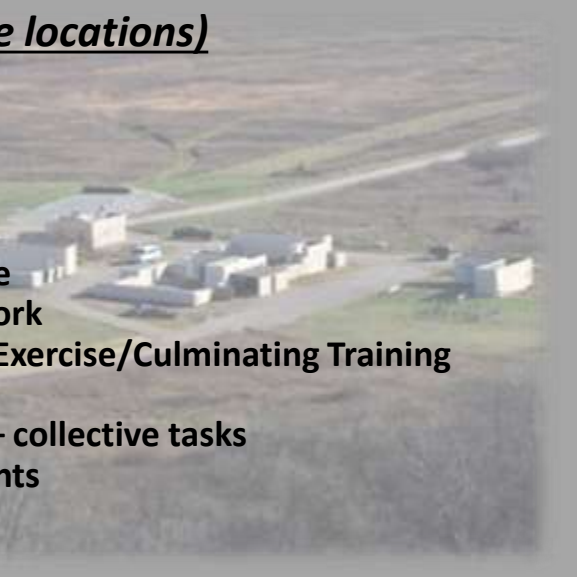 e locations)
e
ork
Exercise/Culminating Training
- collective tasks
nts